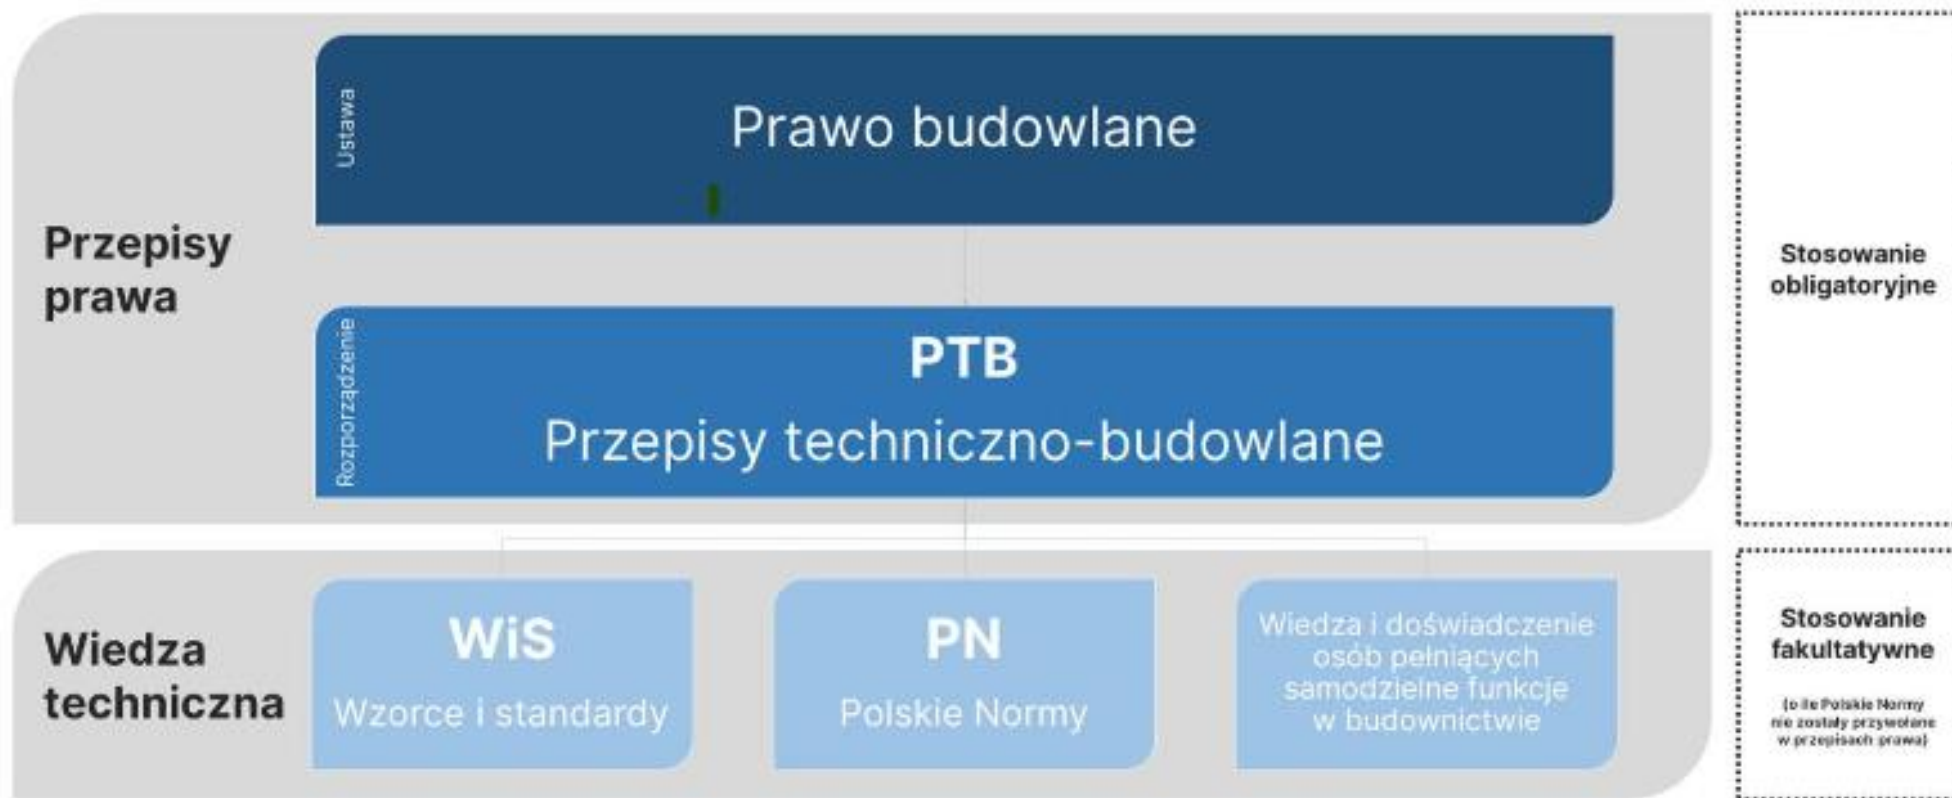 Przepisy
prawa
Ustawa
Prawo budowlane
Rozporządzenie
PTB
Przepisy techniczno-budowlane
Stosowanie
obligatoryjne
Wiedza
techniczna
WiS
Wzorce i standardy
PN
Polskie Normy
Wiedza i doświadczenie
osób pełniących
samodzielne funkcje
w budownictwie
Stosowanie
fakultatywne
(o ile Polskie Normy
nie zostały przywołane
w przepisach prawa)